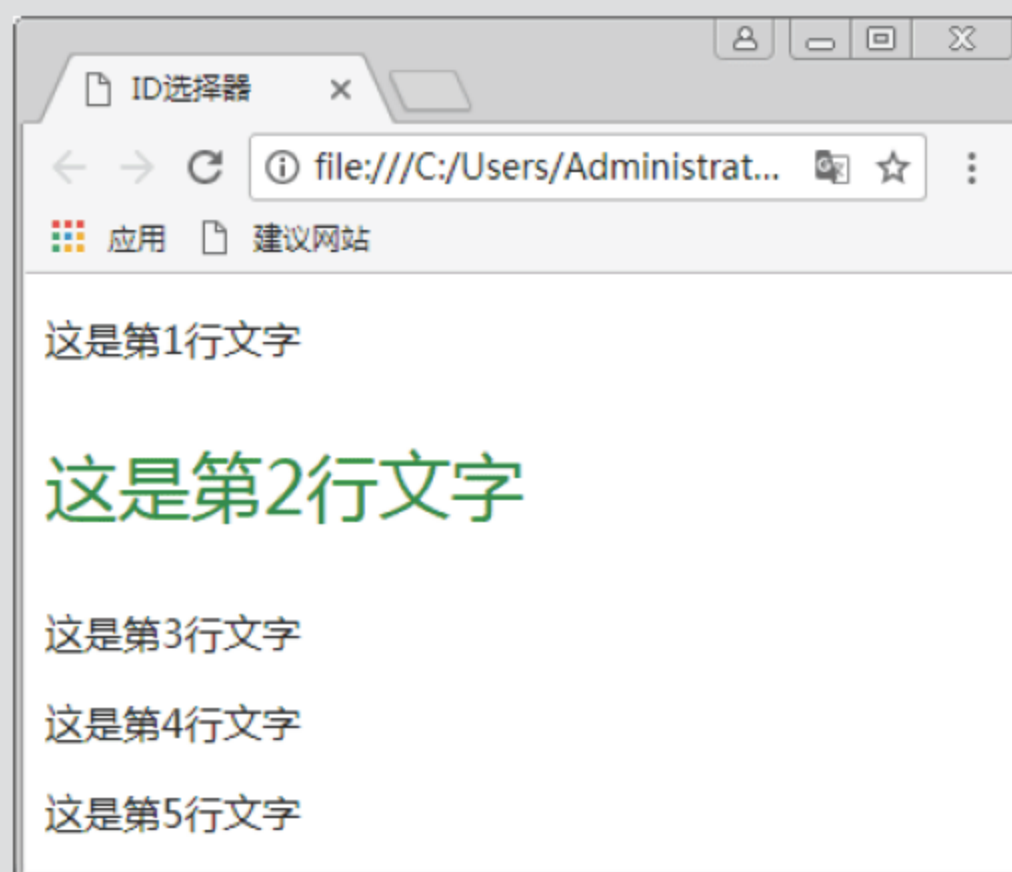 ID选择器
file:///C:/Users/Administrat...
应用 建议网站
这是第1行文字
这是第2行文字
这是第3行文字
这是第4行文字
这是第5行文字